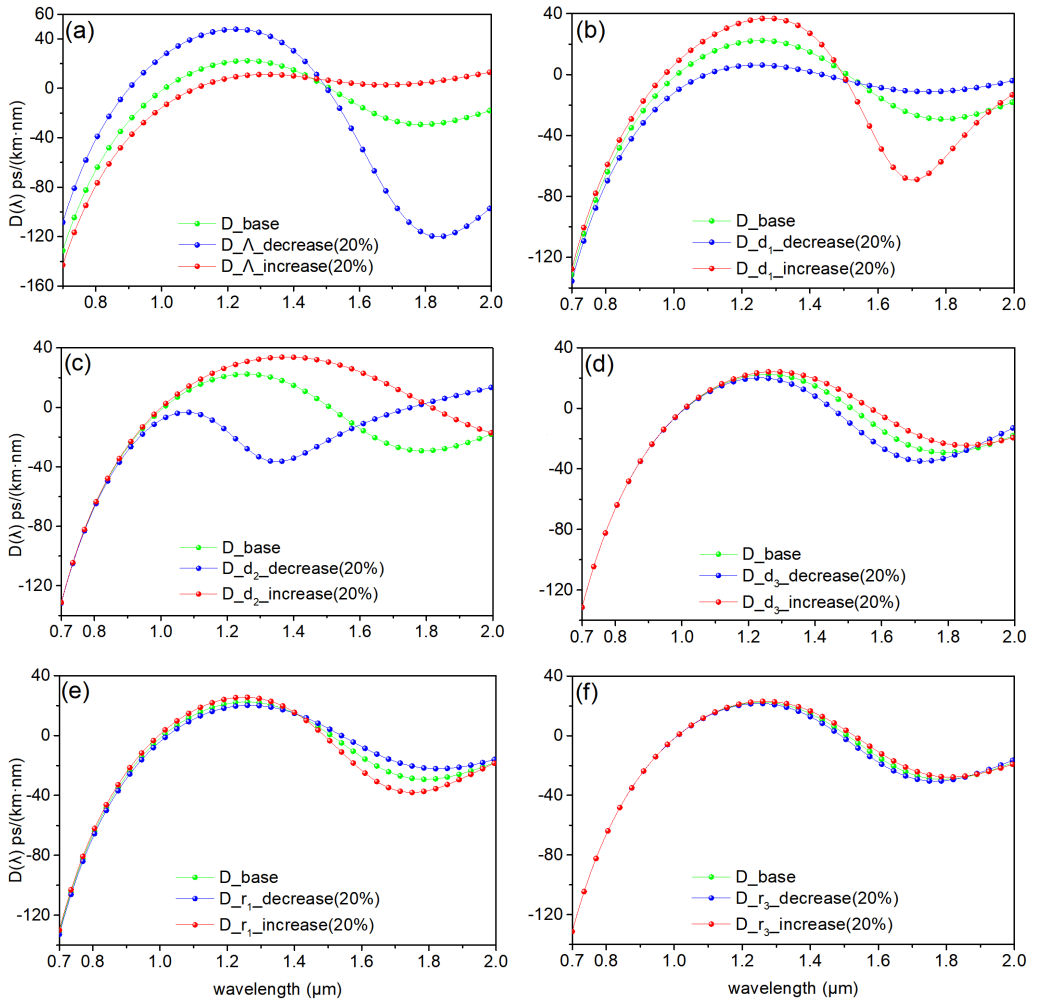 (a)
D(λ) ps/(km·nm)
60
40
0
-40
-80
-120
-160
0.8 1.0 1.2 1.4 1.6 1.8 2.0
D_base
D_Λ_decrease(20%)
D_Λ_increase(20%)
(b)
40
0
-40
-80
-120
0.7 0.8 1.0 1.2 1.4 1.6 1.8 2.0
D_base
D_d₁_decrease(20%)
D_d₁_increase(20%)
(c)
D(λ) ps/(km·nm)
40
0
-40
-80
-120
0.7 0.8 1.0 1.2 1.4 1.6 1.8 2.0
D_base
D_d₂_decrease(20%)
D_d₂_increase(20%)
(d)
40
0
-40
-80
-120
0.7 0.8 1.0 1.2 1.4 1.6 1.8 2.0
D_base
D_d₃_decrease(20%)
D_d₃_increase(20%)
(e)
D(λ) ps/(km·nm)
40
0
-40
-80
-120
0.7 0.8 1.0 1.2 1.4 1.6 1.8 2.0
D_base
D_r₁_decrease(20%)
D_r₁_increase(20%)
wavelength (μm)
(f)
40
0
-40
-80
-120
0.7 0.8 1.0 1.2 1.4 1.6 1.8 2.0
D_base
D_r₃_decrease(20%)
D_r₃_increase(20%)
wavelength (μm)